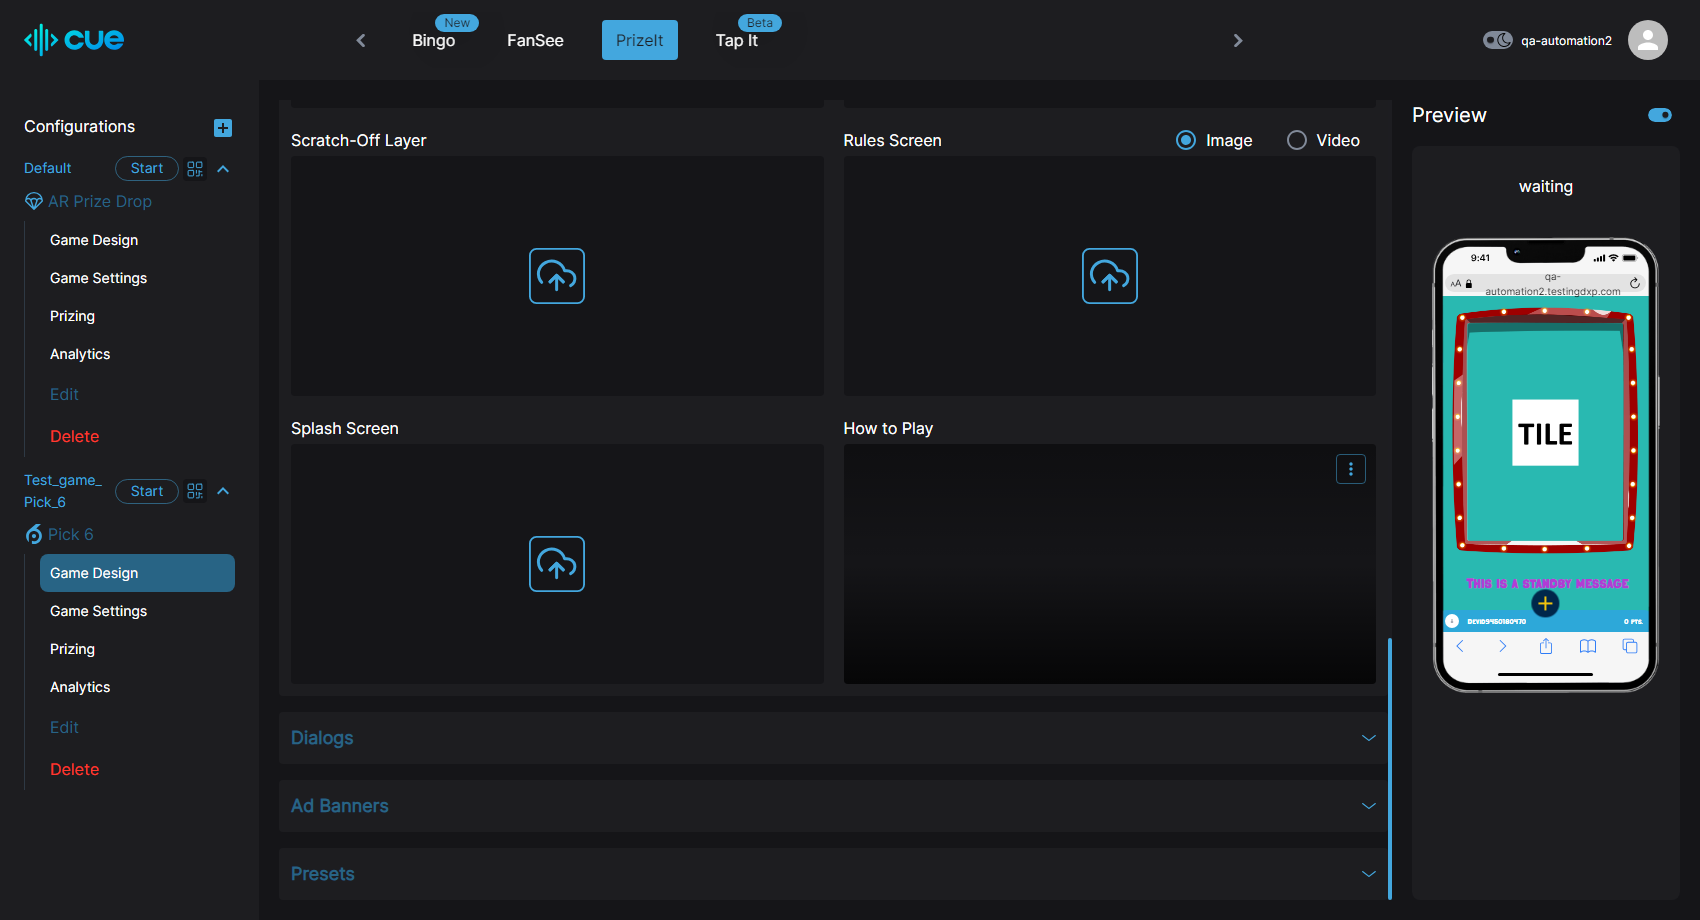 cue
New
Bingo
FanSee
PrizeIt
Beta
Tap It
qa-automation2
Configurations
Default
Start
AR Prize Drop
Game Design
Game Settings
Prizing
Analytics
Edit
Delete
Test_game_
Pick_6
Start
Pick 6
Game Design
Game Settings
Prizing
Analytics
Edit
Delete
Scratch-Off Layer
Rules Screen
Image
Video
Splash Screen
How to Play
Dialogs
Ad Banners
Presets
Preview
waiting
9:41
AA
qa-
automation2.testingdxp.com
TILE
THIS IS A STANDBY MESSAGE
0 PTS.